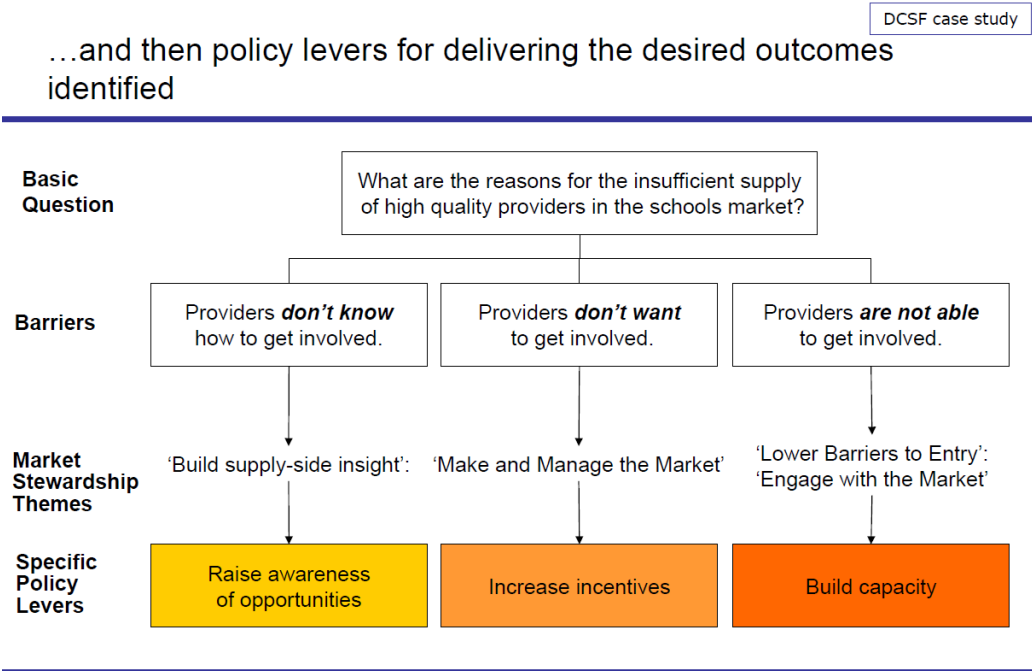 DCSF case study
…and then policy levers for delivering the desired outcomes
identified
Basic
Question
What are the reasons for the insufficient supply
of high quality providers in the schools market?
Barriers
Providers don’t know
how to get involved.
Providers don’t want
to get involved.
Providers are not able
to get involved.
Market
Stewardship
Themes
‘Build supply-side insight’:
‘Make and Manage the Market’
‘Lower Barriers to Entry’:
‘Engage with the Market’
Specific
Policy
Levers
Raise awareness
of opportunities
Increase incentives
Build capacity